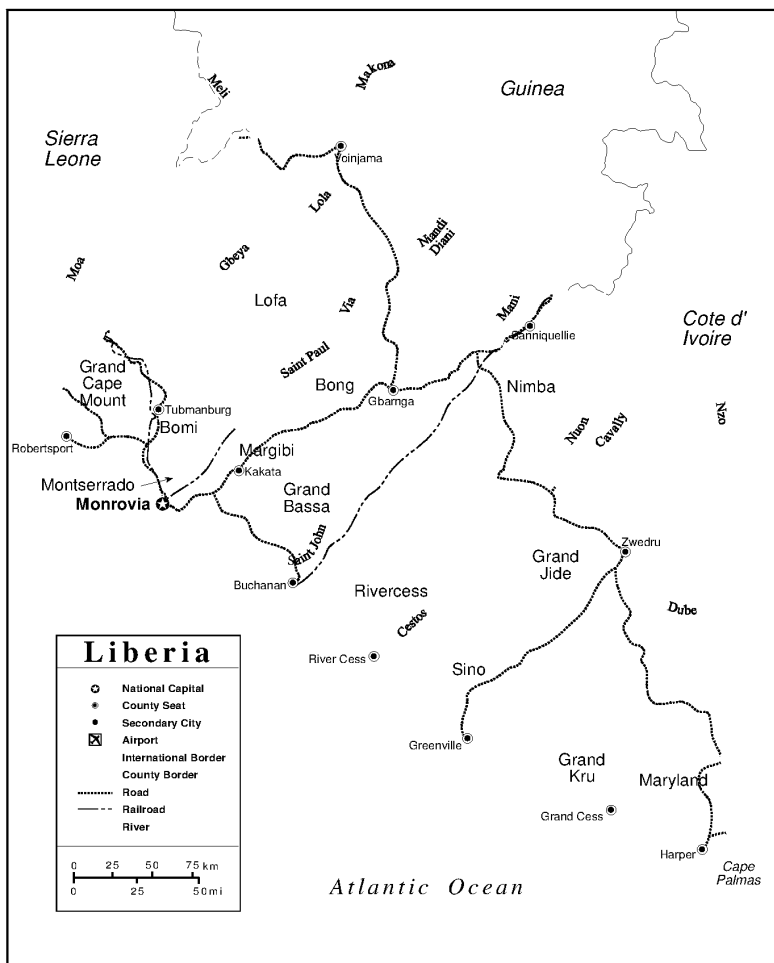 Meli
Makona
Guinea
Sierra
Leone
Voinjama
Lola
Niandi
Diani
Gbeya
Moa
Lofa
Via
Mani
Cote d'
Ivoire
Sanniquellie
Saint Paul
Grand
Cape
Mount
Bong
Nimba
Gbarnga
Tubmanburg
Bomi
Nuon
Cavally
Nzo
Robertsport
Margibi
Kakata
Montserrado
Monrovia
Grand
Bassa
Saint John
Zwedru
Grand
Jide
Buchanan
Rivercess
Cestos
Dube
River Cess
Sino
Greenville
Grand
Kru
Maryland
Grand Cess
Harper
Cape
Palmas
Atlantic Ocean
Liberia
National Capital
County Seat
Secondary City
Airport
International Border
County Border
Road
Railroad
River
0 25 50 75 km
0 25 50 mi